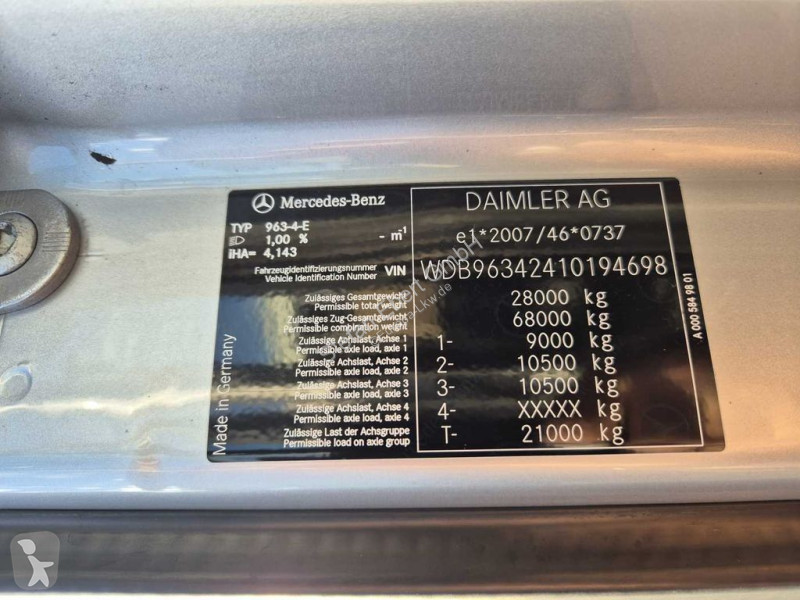 Mercedes-Benz
DAIMLER AG
TYP 963-4-E
1,00 % - m⁻¹
iHA= 4,143
e1*2007/46*0737
Fahrzeugidentifizierungsnummer
Vehicle Identification Number
VIN WDB96342410194698
Zulässiges Gesamtgewicht
Permissible total weight
28000 kg
Zulässiges Zug-Gesamtgewicht
Permissible combination weight
68000 kg
Zulässige Achslast, Achse 1
Permissible axle load, axle 1
1- 9000 kg
Zulässige Achslast, Achse 2
Permissible axle load, axle 2
2- 10500 kg
Zulässige Achslast, Achse 3
Permissible axle load, axle 3
3- 10500 kg
Zulässige Achslast, Achse 4
Permissible axle load, axle 4
4- XXXXX kg
Zulässige Last der Achsgruppe
Permissible load on axle group
T- 21000 kg
Made in Germany
A 000 584 98 01